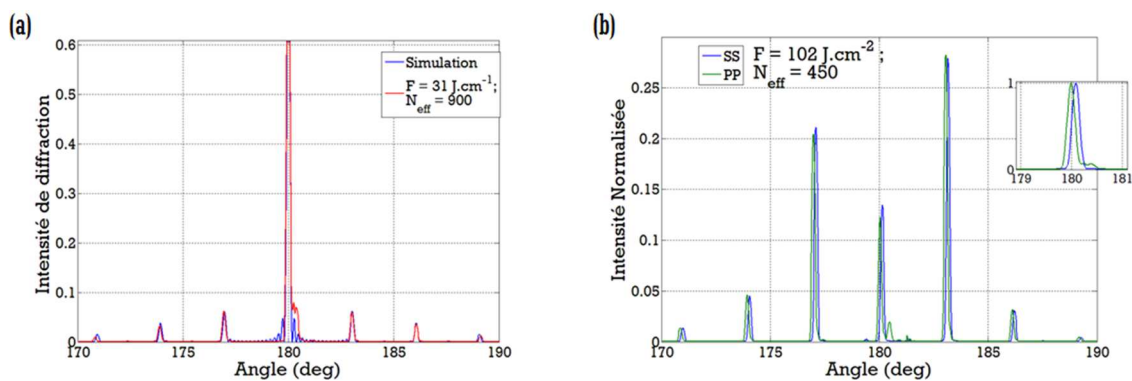 (a)
Intensité de diffraction
0.6
0.5
0.4
0.3
0.2
0.1
0
170
175
180
185
190
Angle (deg)
Simulation
F = 31 J.cm-1;
Neff = 900
(b)
Intensité Normalisée
0.25
0.2
0.15
0.1
0.05
0
170
175
180
185
190
Angle (deg)
SS
PP
F = 102 J.cm-2 ;
Neff = 450
1
0
179
180
181